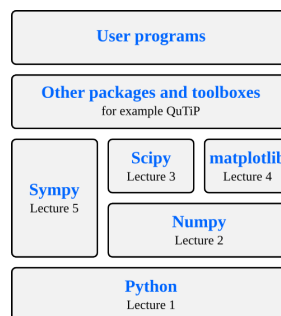 User programs
Other packages and toolboxes
for example QuTiP
Scipy
Lecture 3
matplotlib
Lecture 4
Sympy
Lecture 5
Numpy
Lecture 2
Python
Lecture 1